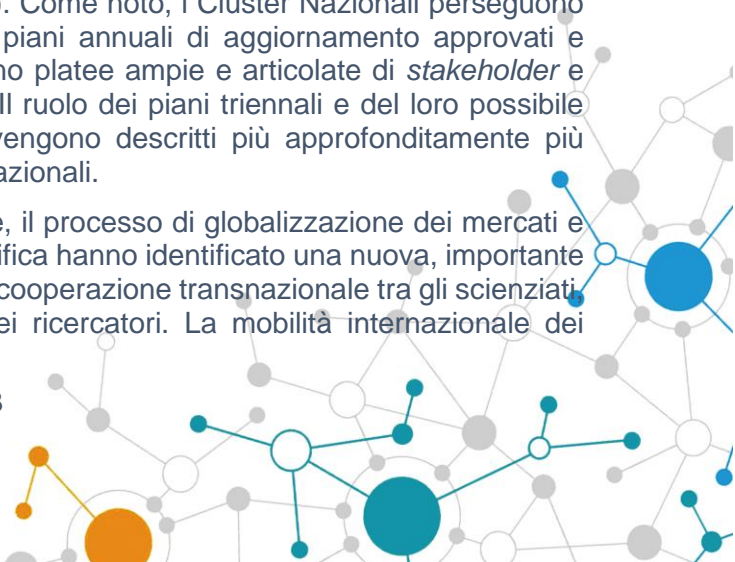 . Come noto, i Cluster Nazionali perseguono
piani annuali di aggiornamento approvati e
no platee ampie e articolate di stakeholder e
Il ruolo dei piani triennali e del loro possibile
vengono descritti più approfonditamente più
azionali.
e, il processo di globalizzazione dei mercati e
ifica hanno identificato una nuova, importante
cooperazione transnazionale tra gli scienziati,
ei ricercatori. La mobilità internazionale dei